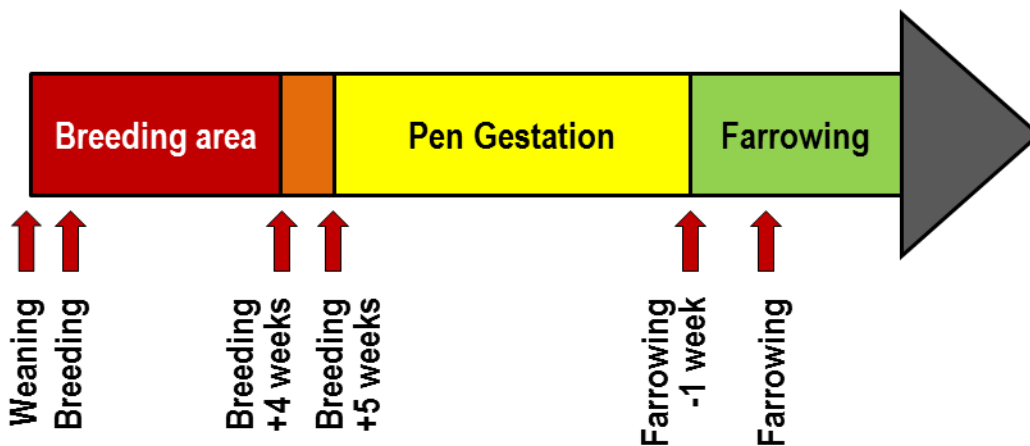 Breeding area
Pen Gestation
Farrowing
Weaning
Breeding
Breeding
+4 weeks
Breeding
+5 weeks
Farrowing
-1 week
Farrowing